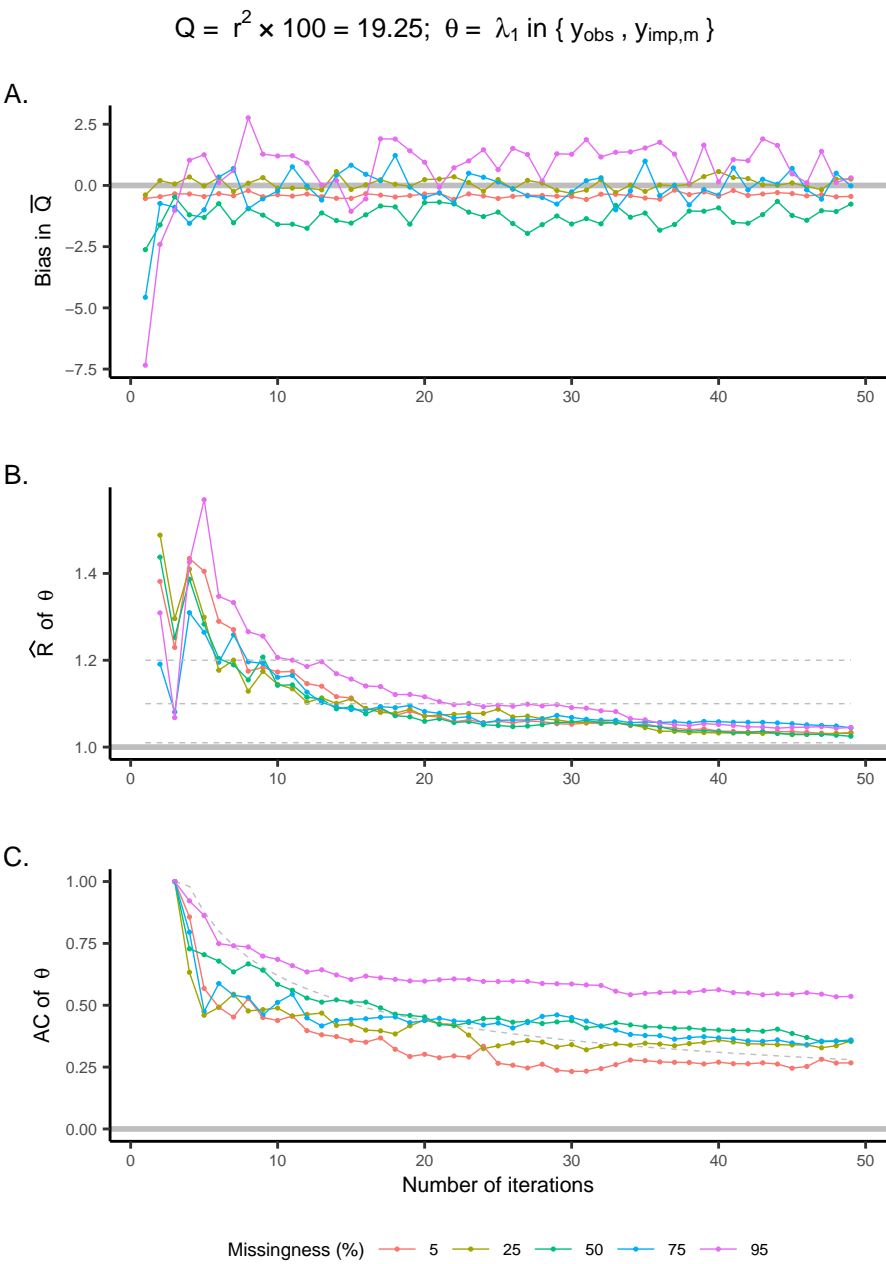 Q = r² × 100 = 19.25; θ = λ₁ in { y_obs , y_imp,m }
A.
Bias in Q̅
2.5
0.0
−2.5
−5.0
−7.5
0 10 20 30 40 50
B.
R̂ of θ
1.4
1.2
1.0
0 10 20 30 40 50
C.
AC of θ
1.00
0.75
0.50
0.25
0.00
0 10 20 30 40 50
Number of iterations
Missingness (%) 5 25 50 75 95